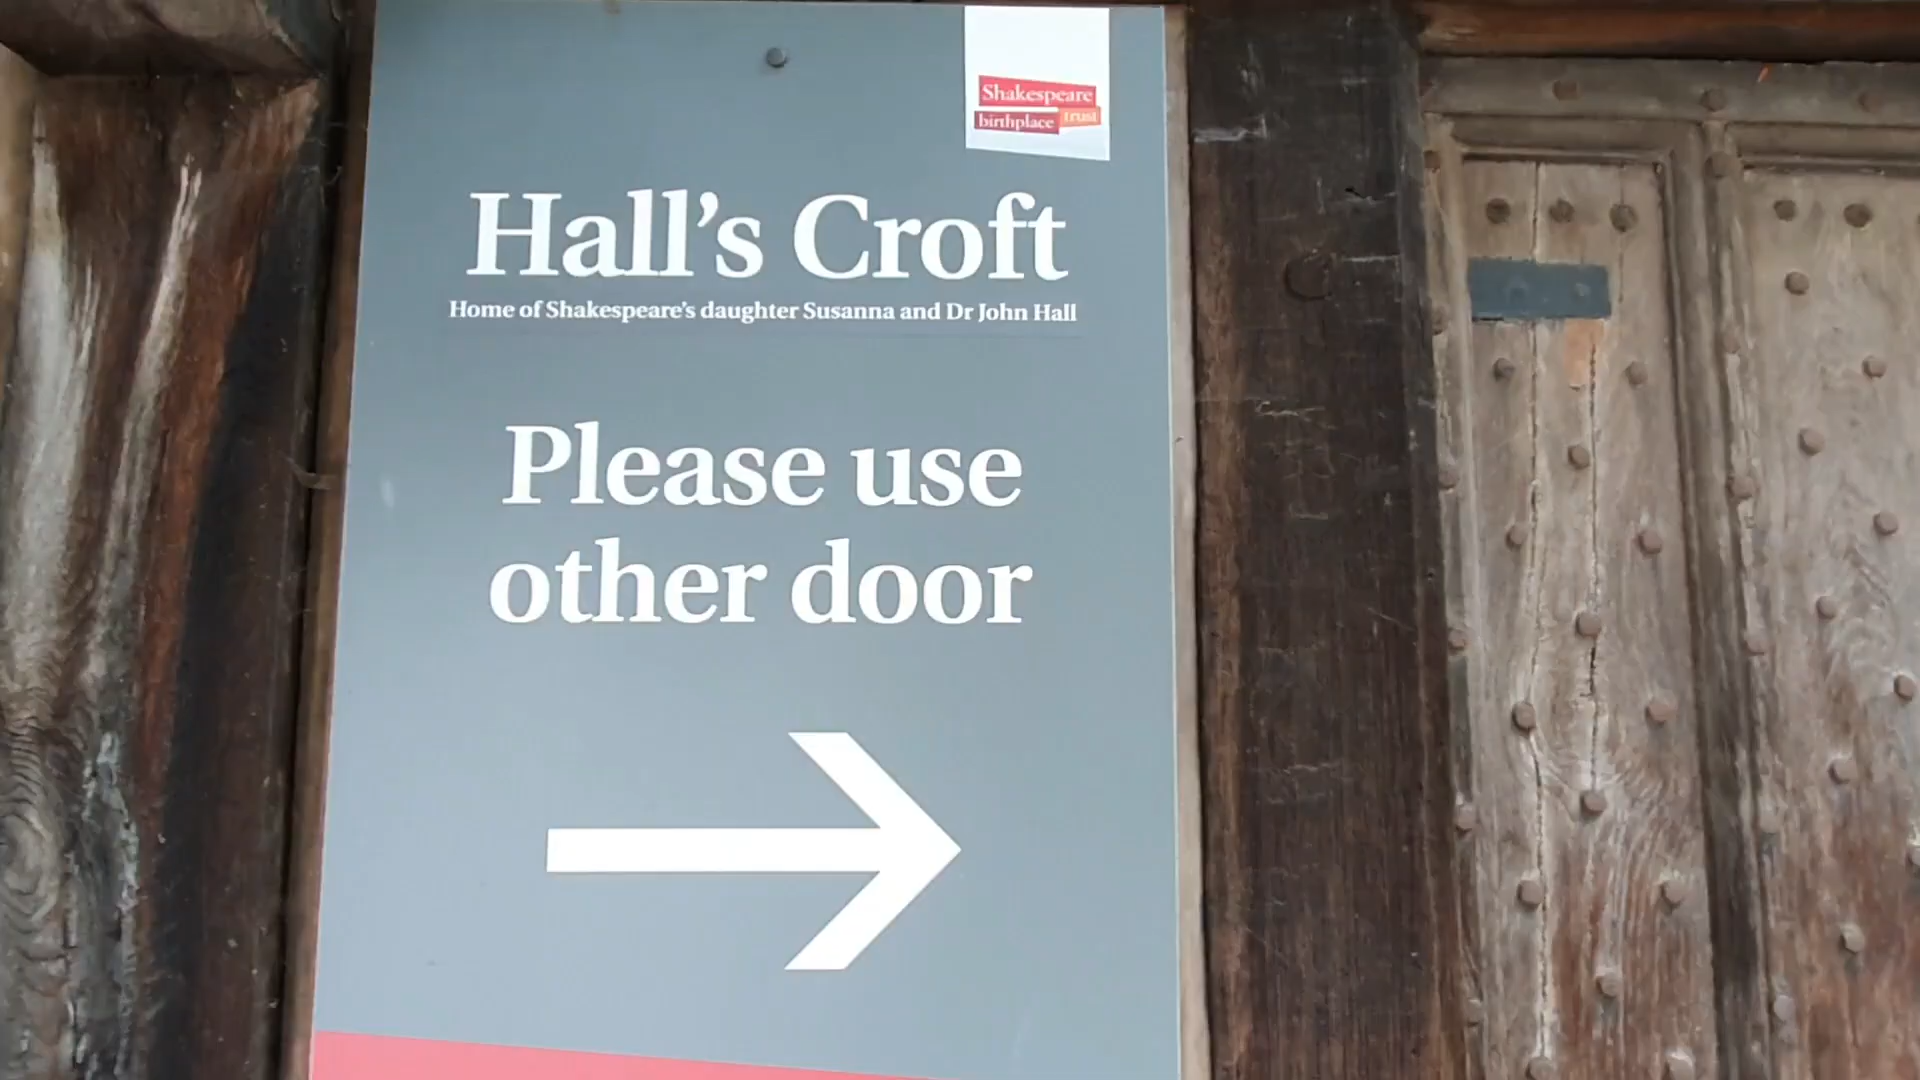 Shakespeare
birthplace trust
Hall's Croft
Home of Shakespeare's daughter Susanna and Dr John Hall
Please use
other door